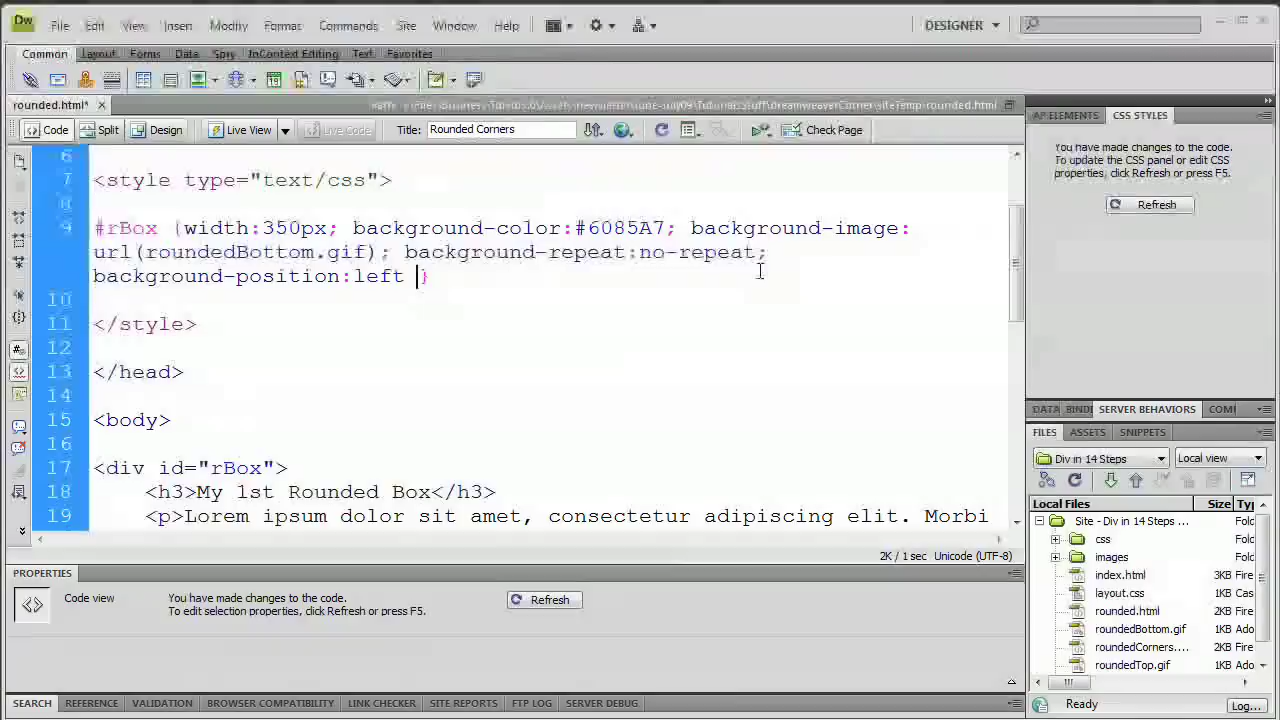 Dw File Edit View Insert Modify Format Commands Site Window Help DESIGNER
Common Layout Forms Data Spry InContext Editing Text Favorites
rounded.html*
Code Split Design Live View Live Code Title: Rounded Corners Check Page
6
7 <style type="text/css">
8
9 #rBox {width:350px; background-color:#6085A7; background-image:
url(roundedBottom.gif); background-repeat:no-repeat;
background-position:left }
10
11 </style>
12
13 </head>
14
15 <body>
16
17 <div id="rBox">
18 <h3>My 1st Rounded Box</h3>
19 <p>Lorem ipsum dolor sit amet, consectetur adipiscing elit. Morbi
2K / 1 sec Unicode (UTF-8)
PROPERTIES
Code view
You have made changes to the code.
To edit selection properties, click Refresh or press F5.
Refresh
SEARCH REFERENCE VALIDATION BROWSER COMPATIBILITY LINK CHECKER SITE REPORTS FTP LOG SERVER DEBUG
AP ELEMENTS CSS STYLES
You have made changes to the code.
To update the CSS panel or edit CSS
properties, click Refresh or press F5.
Refresh
DATA BINDI SERVER BEHAVIORS COMI
FILES ASSETS SNIPPETS
Div in 14 Steps Local view
Local Files Size Ty
Site - Div in 14 Steps ... Fold
css Fold
images Fold
index.html 3KB Fire
layout.css 1KB Cas
rounded.html 2KB Fire
roundedBottom.gif 1KB Ado
roundedCorners.... 2KB Fire
roundedTop.gif 1KB Ado
Ready Log...